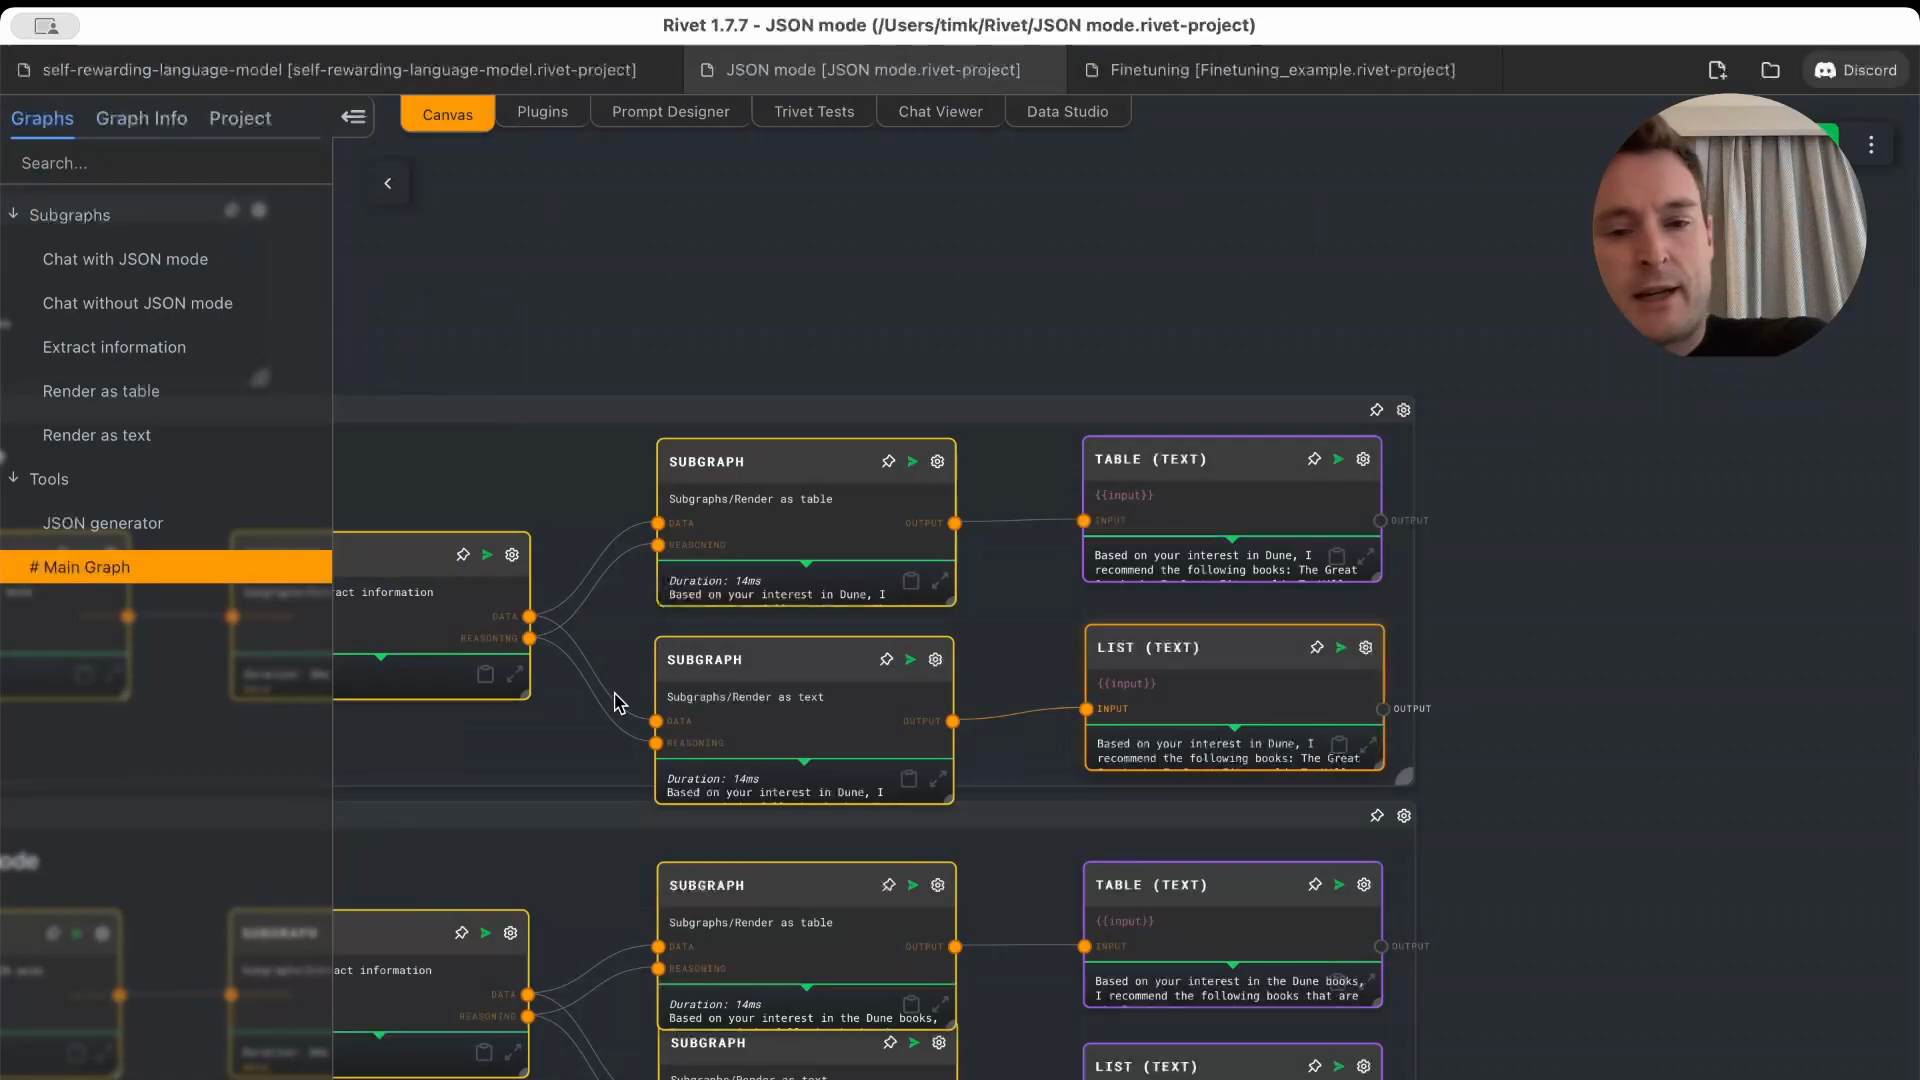 Rivet 1.7.7 - JSON mode (/Users/timk/Rivet/JSON mode.rivet-project)
self-rewarding-language-model [self-rewarding-language-model.rivet-project]
JSON mode [JSON mode.rivet-project]
Finetuning [Finetuning_example.rivet-project]
Discord
Graphs
Graph Info
Project
Canvas
Plugins
Prompt Designer
Trivet Tests
Chat Viewer
Data Studio
Search...
Subgraphs
Chat with JSON mode
Chat without JSON mode
Extract information
Render as table
Render as text
Tools
JSON generator
# Main Graph
act information
DATA
REASONING
SUBGRAPH
Subgraphs/Render as table
DATA
OUTPUT
REASONING
Duration: 14ms
Based on your interest in Dune, I
TABLE (TEXT)
{{input}}
INPUT
OUTPUT
Based on your interest in Dune, I
recommend the following books: The Great
SUBGRAPH
Subgraphs/Render as text
DATA
OUTPUT
REASONING
Duration: 14ms
Based on your interest in Dune, I
LIST (TEXT)
{{input}}
INPUT
OUTPUT
Based on your interest in Dune, I
recommend the following books: The Great
ode
SUBGRAPH
act information
DATA
REASONING
SUBGRAPH
Subgraphs/Render as table
DATA
OUTPUT
REASONING
Duration: 14ms
Based on your interest in the Dune books,
TABLE (TEXT)
{{input}}
INPUT
OUTPUT
Based on your interest in the Dune books,
I recommend the following books that are
SUBGRAPH
Subgraphs/Render as text
LIST (TEXT)